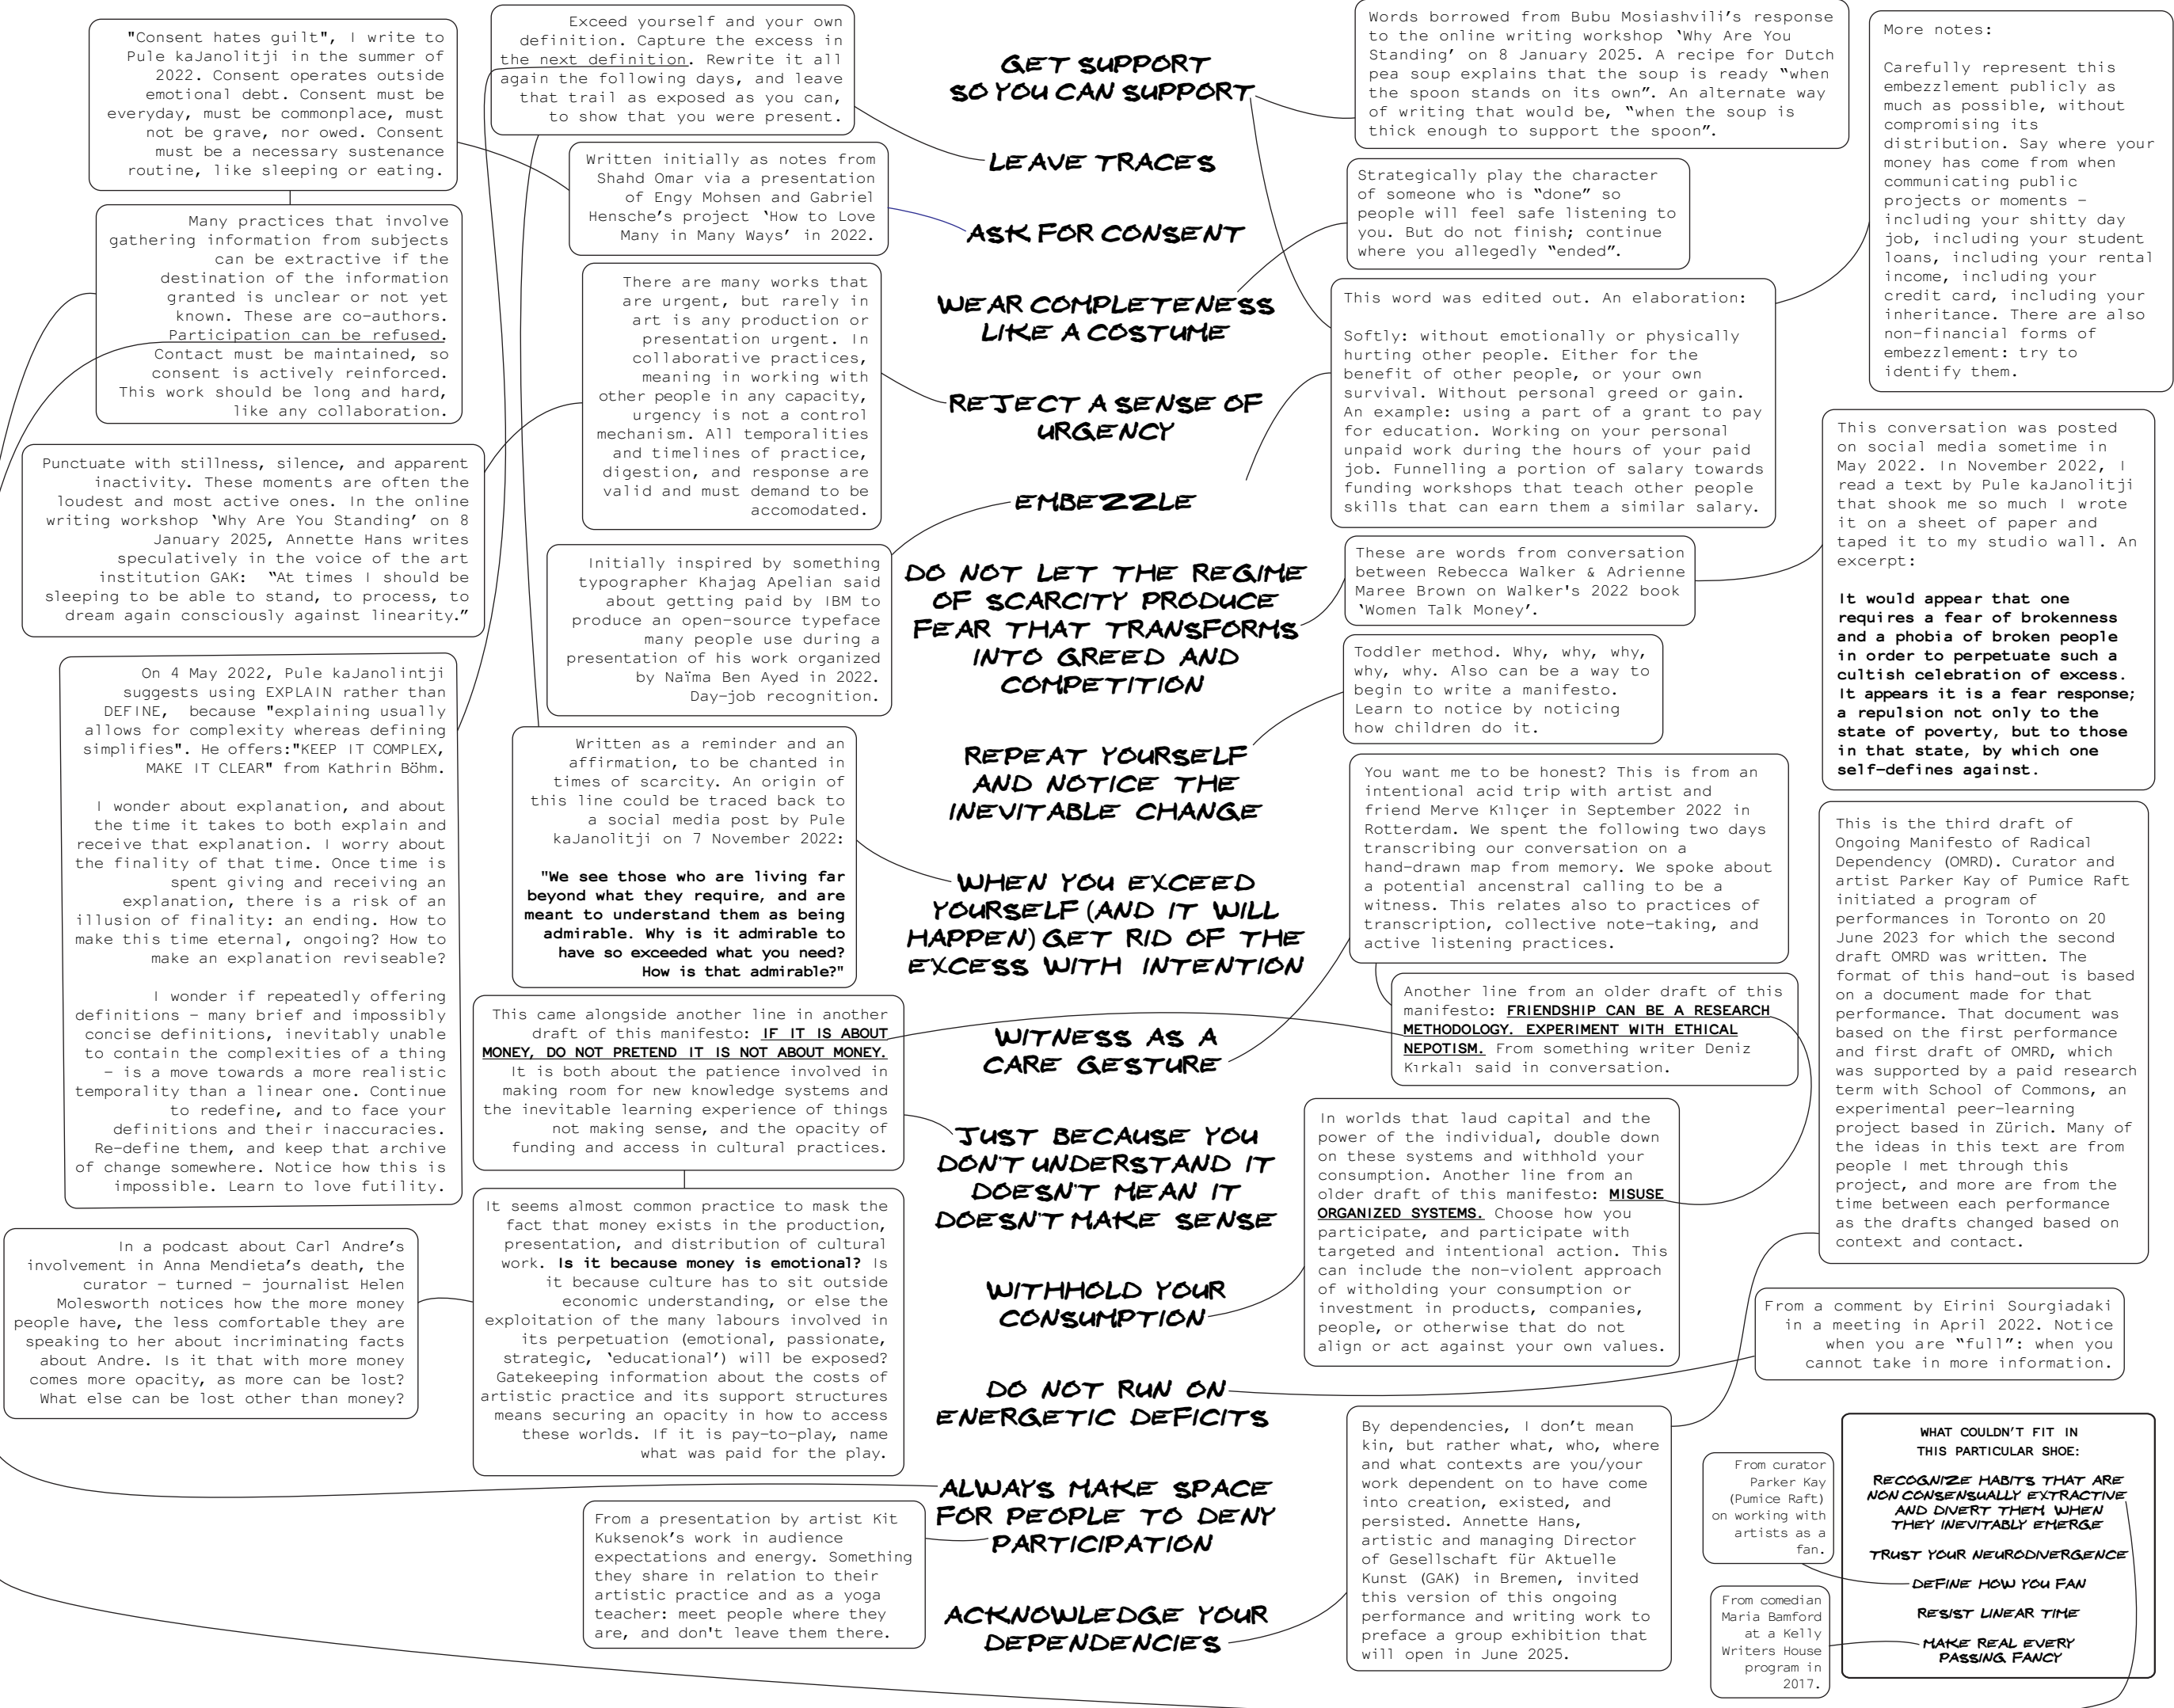 "Consent hates guilt", I write to
Pule kaJanolitji in the summer of
2022. Consent operates outside
emotional debt. Consent must be
everyday, must be commonplace, must
not be grave, nor owed. Consent
must be a necessary sustenance
routine, like sleeping or eating.
Many practices that involve
gathering information from subjects
can be extractive if the
destination of the information
granted is unclear or not yet
known. These are co-authors.
Participation can be refused.
Contact must be maintained, so
consent is actively reinforced.
This work should be long and hard,
like any collaboration.
Punctuate with stillness, silence, and apparent
inactivity. These moments are often the
loudest and most active ones. In the online
writing workshop ‘Why Are You Standing’ on 8
January 2025, Annette Hans writes
speculatively in the voice of the art
institution GAK: “At times I should be
sleeping to be able to stand, to process, to
dream again consciously against linearity.”
On 4 May 2022, Pule kaJanolintji
suggests using EXPLAIN rather than
DEFINE, because "explaining usually
allows for complexity whereas defining
simplifies". He offers:"KEEP IT COMPLEX,
MAKE IT CLEAR" from Kathrin Böhm.
I wonder about explanation, and about
the time it takes to both explain and
receive that explanation. I worry about
the finality of that time. Once time is
spent giving and receiving an
explanation, there is a risk of an
illusion of finality: an ending. How to
make this time eternal, ongoing? How to
make an explanation reviseable?
I wonder if repeatedly offering
definitions – many brief and impossibly
concise definitions, inevitably unable
to contain the complexities of a thing
– is a move towards a more realistic
temporality than a linear one. Continue
to redefine, and to face your
definitions and their inaccuracies.
Re-define them, and keep that archive
of change somewhere. Notice how this is
impossible. Learn to love futility.
In a podcast about Carl Andre’s
involvement in Anna Mendieta’s death, the
curator – turned – journalist Helen
Molesworth notices how the more money
people have, the less comfortable they are
speaking to her about incriminating facts
about Andre. Is it that with more money
comes more opacity, as more can be lost?
What else can be lost other than money?
Exceed yourself and your own
definition. Capture the excess in
the next definition. Rewrite it all
again the following days, and leave
that trail as exposed as you can,
to show that you were present.
Written initially as notes from
Shahd Omar via a presentation
of Engy Mohsen and Gabriel
Hensche’s project ‘How to Love
Many in Many Ways’ in 2022.
There are many works that
are urgent, but rarely in
art is any production or
presentation urgent. In
collaborative practices,
meaning in working with
other people in any capacity,
urgency is not a control
mechanism. All temporalities
and timelines of practice,
digestion, and response are
valid and must demand to be
accomodated.
Initially inspired by something
typographer Khajag Apelian said
about getting paid by IBM to
produce an open-source typeface
many people use during a
presentation of his work organized
by Naïma Ben Ayed in 2022.
Day-job recognition.
Written as a reminder and an
affirmation, to be chanted in
times of scarcity. An origin of
this line could be traced back to
a social media post by Pule
kaJanolitji on 7 November 2022:
"We see those who are living far
beyond what they require, and are
meant to understand them as being
admirable. Why is it admirable to
have so exceeded what you need?
How is that admirable?"
This came alongside another line in another
draft of this manifesto: IF IT IS ABOUT
MONEY, DO NOT PRETEND IT IS NOT ABOUT MONEY.
It is both about the patience involved in
making room for new knowledge systems and
the inevitable learning experience of things
not making sense, and the opacity of
funding and access in cultural practices.
It seems almost common practice to mask the
fact that money exists in the production,
presentation, and distribution of cultural
work. Is it because money is emotional? Is
it because culture has to sit outside
economic understanding, or else the
exploitation of the many labours involved in
its perpetuation (emotional, passionate,
strategic, ‘educational’) will be exposed?
Gatekeeping information about the costs of
artistic practice and its support structures
means securing an opacity in how to access
these worlds. If it is pay-to-play, name
what was paid for the play.
From a presentation by artist Kit
Kuksenok’s work in audience
expectations and energy. Something
they share in relation to their
artistic practice and as a yoga
teacher: meet people where they
are, and don't leave them there.
GET SUPPORT
SO YOU CAN SUPPORT
LEAVE TRACES
ASK FOR CONSENT
WEAR COMPLETENESS
LIKE A COSTUME
REJECT A SENSE OF
URGENCY
EMBEZZLE
DO NOT LET THE REGIME
OF SCARCITY PRODUCE
FEAR THAT TRANSFORMS
INTO GREED AND
COMPETITION
REPEAT YOURSELF
AND NOTICE THE
INEVITABLE CHANGE
WHEN YOU EXCEED
YOURSELF (AND IT WILL
HAPPEN) GET RID OF THE
EXCESS WITH INTENTION
WITNESS AS A
CARE GESTURE
JUST BECAUSE YOU
DON'T UNDERSTAND IT
DOESN'T MEAN IT
DOESN'T MAKE SENSE
WITHHOLD YOUR
CONSUMPTION
DO NOT RUN ON
ENERGETIC DEFICITS
ALWAYS MAKE SPACE
FOR PEOPLE TO DENY
PARTICIPATION
ACKNOWLEDGE YOUR
DEPENDENCIES
Words borrowed from Bubu Mosiashvili’s response
to the online writing workshop ‘Why Are You
Standing’ on 8 January 2025. A recipe for Dutch
pea soup explains that the soup is ready “when
the spoon stands on its own”. An alternate way
of writing that would be, “when the soup is
thick enough to support the spoon”.
Strategically play the character
of someone who is “done” so
people will feel safe listening to
you. But do not finish; continue
where you allegedly “ended”.
This word was edited out. An elaboration:
Softly: without emotionally or physically
hurting other people. Either for the
benefit of other people, or your own
survival. Without personal greed or gain.
An example: using a part of a grant to pay
for education. Working on your personal
unpaid work during the hours of your paid
job. Funnelling a portion of salary towards
funding workshops that teach other people
skills that can earn them a similar salary.
These are words from conversation
between Rebecca Walker & Adrienne
Maree Brown on Walker's 2022 book
‘Women Talk Money’.
Toddler method. Why, why, why,
why, why. Also can be a way to
begin to write a manifesto.
Learn to notice by noticing
how children do it.
You want me to be honest? This is from an
intentional acid trip with artist and
friend Merve Kılıçer in September 2022 in
Rotterdam. We spent the following two days
transcribing our conversation on a
hand-drawn map from memory. We spoke about
a potential ancenstral calling to be a
witness. This relates also to practices of
transcription, collective note-taking, and
active listening practices.
Another line from an older draft of this
manifesto: FRIENDSHIP CAN BE A RESEARCH
METHODOLOGY. EXPERIMENT WITH ETHICAL
NEPOTISM. From something writer Deniz
Kırkalı said in conversation.
In worlds that laud capital and the
power of the individual, double down
on these systems and withhold your
consumption. Another line from an
older draft of this manifesto: MISUSE
ORGANIZED SYSTEMS. Choose how you
participate, and participate with
targeted and intentional action. This
can include the non-violent approach
of witholding your consumption or
investment in products, companies,
people, or otherwise that do not
align or act against your own values.
By dependencies, I don’t mean
kin, but rather what, who, where
and what contexts are you/your
work dependent on to have come
into creation, existed, and
persisted. Annette Hans,
artistic and managing Director
of Gesellschaft für Aktuelle
Kunst (GAK) in Bremen, invited
this version of this ongoing
performance and writing work to
preface a group exhibition that
will open in June 2025.
More notes:
Carefully represent this
embezzlement publicly as
much as possible, without
compromising its
distribution. Say where your
money has come from when
communicating public
projects or moments –
including your shitty day
job, including your student
loans, including your rental
income, including your
credit card, including your
inheritance. There are also
non-financial forms of
embezzlement: try to
identify them.
This conversation was posted
on social media sometime in
May 2022. In November 2022, I
read a text by Pule kaJanolitji
that shook me so much I wrote
it on a sheet of paper and
taped it to my studio wall. An
excerpt:
It would appear that one
requires a fear of brokenness
and a phobia of broken people
in order to perpetuate such a
cultish celebration of excess.
It appears it is a fear response;
a repulsion not only to the
state of poverty, but to those
in that state, by which one
self-defines against.
This is the third draft of
Ongoing Manifesto of Radical
Dependency (OMRD). Curator and
artist Parker Kay of Pumice Raft
initiated a program of
performances in Toronto on 20
June 2023 for which the second
draft OMRD was written. The
format of this hand-out is based
on a document made for that
performance. That document was
based on the first performance
and first draft of OMRD, which
was supported by a paid research
term with School of Commons, an
experimental peer-learning
project based in Zürich. Many of
the ideas in this text are from
people I met through this
project, and more are from the
time between each performance
as the drafts changed based on
context and contact.
From a comment by Eirini Sourgiadaki
in a meeting in April 2022. Notice
when you are “full”: when you
cannot take in more information.
From curator
Parker Kay
(Pumice Raft)
on working with
artists as a
fan.
From comedian
Maria Bamford
at a Kelly
Writers House
program in
2017.
WHAT COULDN’T FIT IN
THIS PARTICULAR SHOE:
RECOGNIZE HABITS THAT ARE
NON CONSENSUALLY EXTRACTIVE
AND DIVERT THEM WHEN
THEY INEVITABLY EMERGE
TRUST YOUR NEURODIVERGENCE
DEFINE HOW YOU FAN
RESIST LINEAR TIME
MAKE REAL EVERY
PASSING FANCY